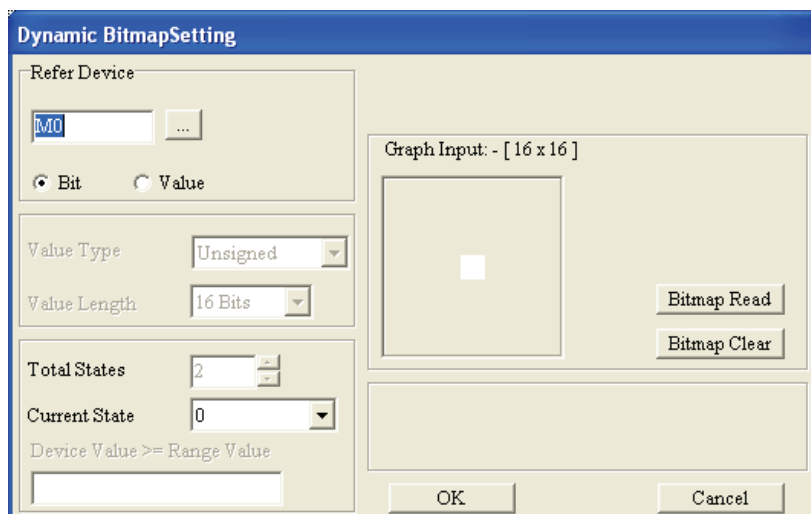 Dynamic BitmapSetting
Refer Device
M0
...
Bit
Value
Value Type
Unsigned
Value Length
16 Bits
Total States
2
Current State
0
Device Value >= Range Value
Graph Input: - [ 16 x 16 ]
Bitmap Read
Bitmap Clear
OK
Cancel